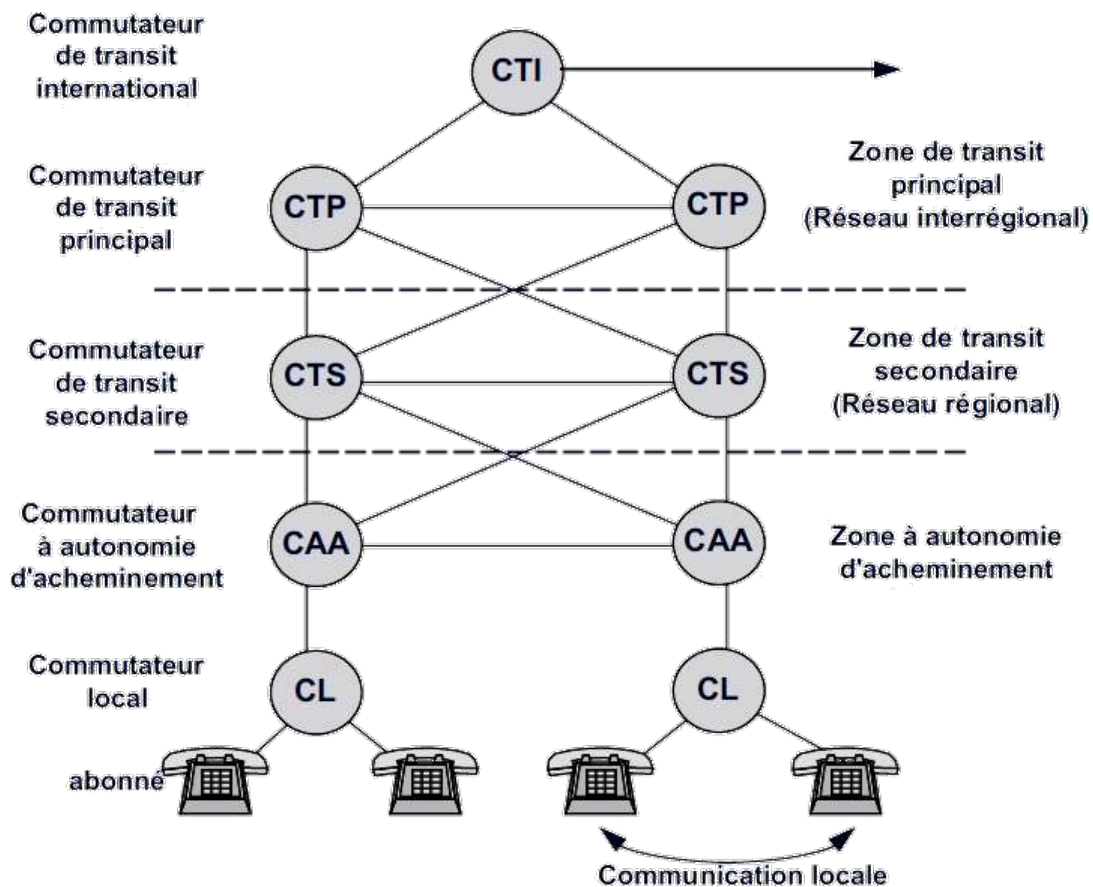 Commutateur
de transit
international
CTI
Commutateur
de transit
principal
CTP
CTP
Zone de transit
principal
(Réseau interrégional)
Commutateur
de transit
secondaire
CTS
CTS
Zone de transit
secondaire
(Réseau régional)
Commutateur
à autonomie
d'acheminement
CAA
CAA
Zone à autonomie
d'acheminement
Commutateur
local
CL
CL
abonné
Communication locale